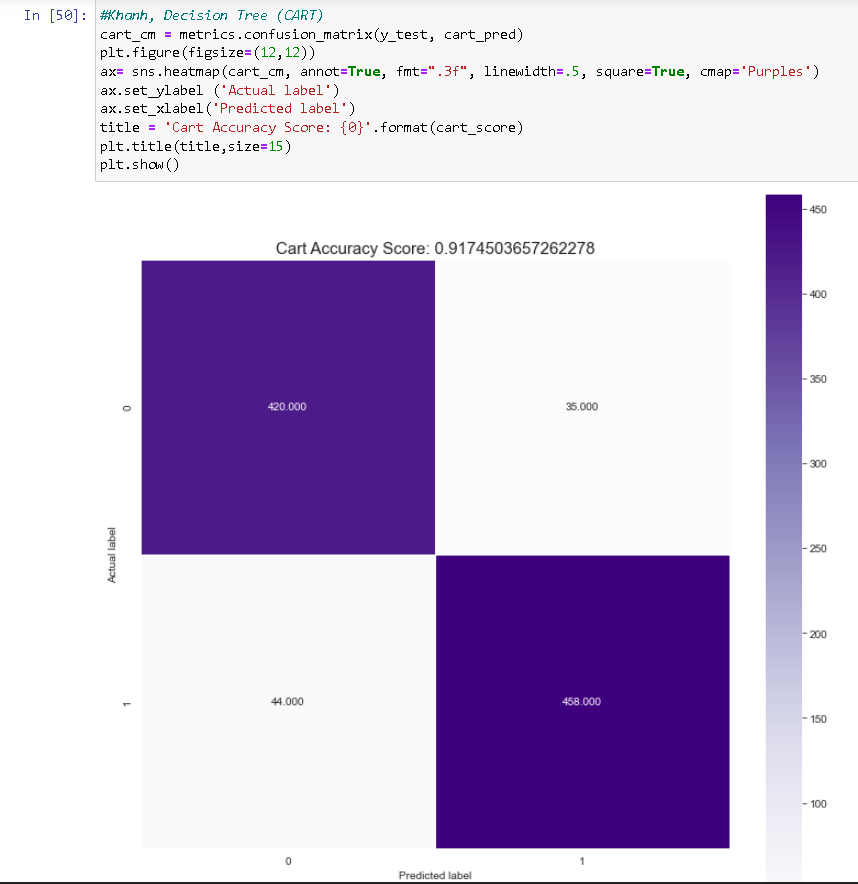 In [50]: #Khanh, Decision Tree (CART)
cart_cm = metrics.confusion_matrix(y_test, cart_pred)
plt.figure(figsize=(12,12))
ax= sns.heatmap(cart_cm, annot=True, fmt=".3f", linewidth=.5, square=True, cmap='Purples')
ax.set_ylabel ('Actual label')
ax.set_xlabel('Predicted label')
title = 'Cart Accuracy Score: {0}'.format(cart_score)
plt.title(title,size=15)
plt.show()
Cart Accuracy Score: 0.9174503657262278
420.000
35.000
44.000
458.000
0
1
Actual label
0
1
Predicted label
450
400
350
300
250
200
150
100